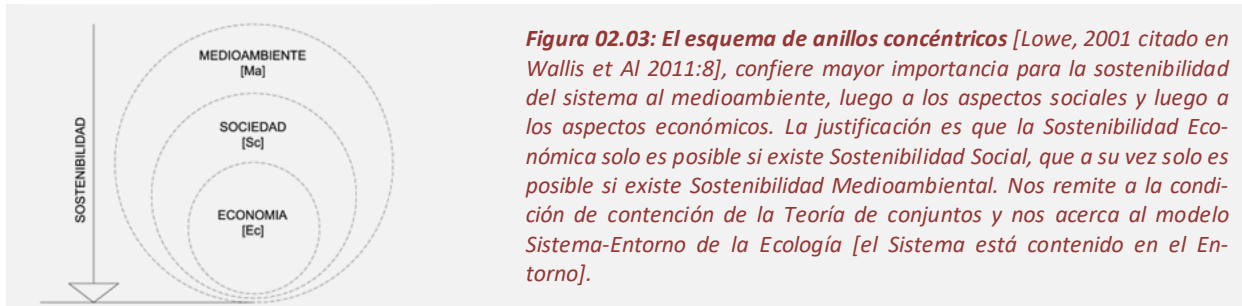 SOSTENIBILIDAD
MEDIOAMBIENTE
[Ma]
SOCIEDAD
[Sc]
ECONOMIA
[Ec]
Figura 02.03: El esquema de anillos concéntricos [Lowe, 2001 citado en
Wallis et Al 2011:8], confiere mayor importancia para la sostenibilidad
del sistema al medioambiente, luego a los aspectos sociales y luego a
los aspectos económicos. La justificación es que la Sostenibilidad Eco-
nómica solo es posible si existe Sostenibilidad Social, que a su vez solo es
posible si existe Sostenibilidad Medioambiental. Nos remite a la condi-
ción de contención de la Teoría de conjuntos y nos acerca al modelo
Sistema-Entorno de la Ecología [el Sistema está contenido en el En-
torno].